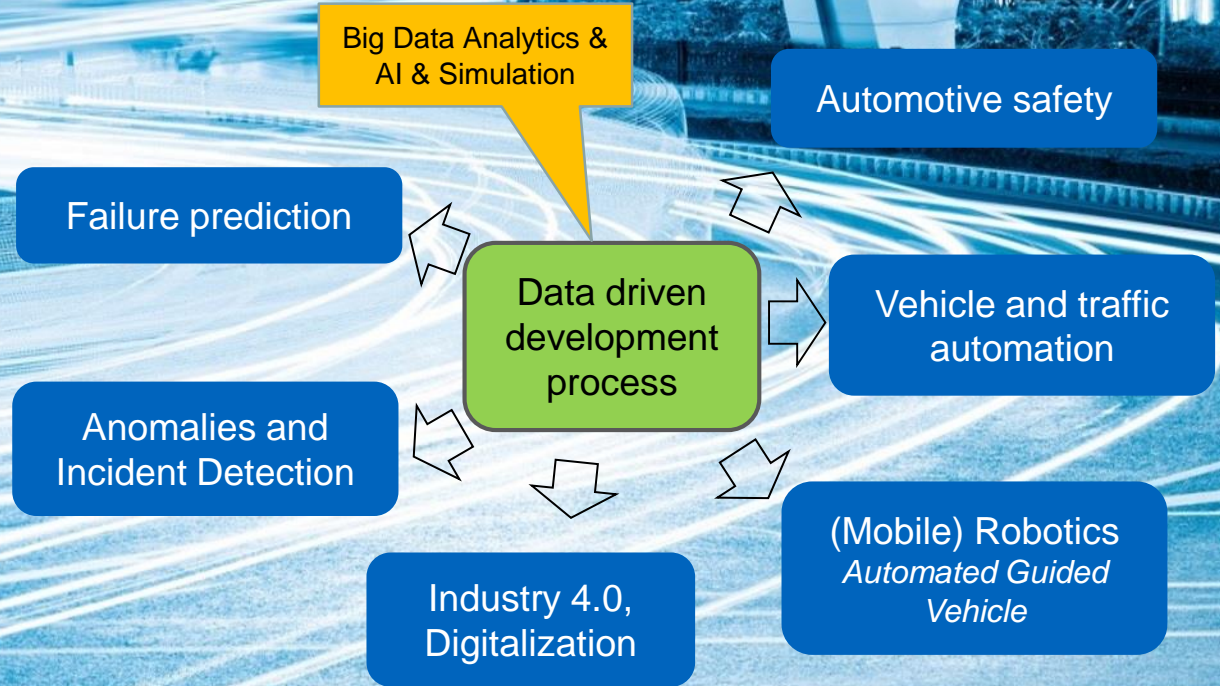 Big Data Analytics &
AI & Simulation
Automotive safety
Failure prediction
Data driven
development
process
Vehicle and traffic
automation
Anomalies and
Incident Detection
(Mobile) Robotics
Automated Guided
Vehicle
Industry 4.0,
Digitalization